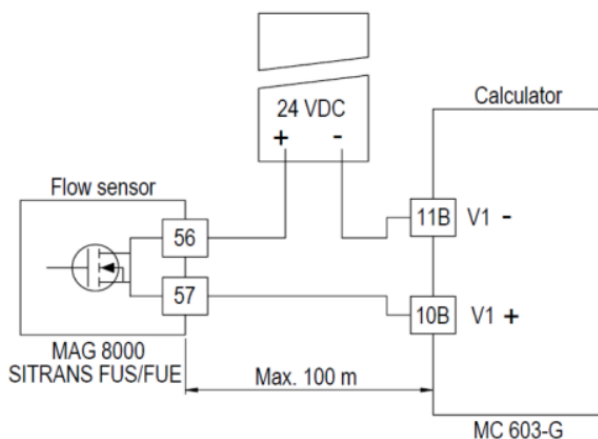 24 VDC
+ -
Calculator
Flow sensor
56
11B V1 -
57
10B V1 +
MAG 8000
SITRANS FUS/FUE
Max. 100 m
MC 603-G